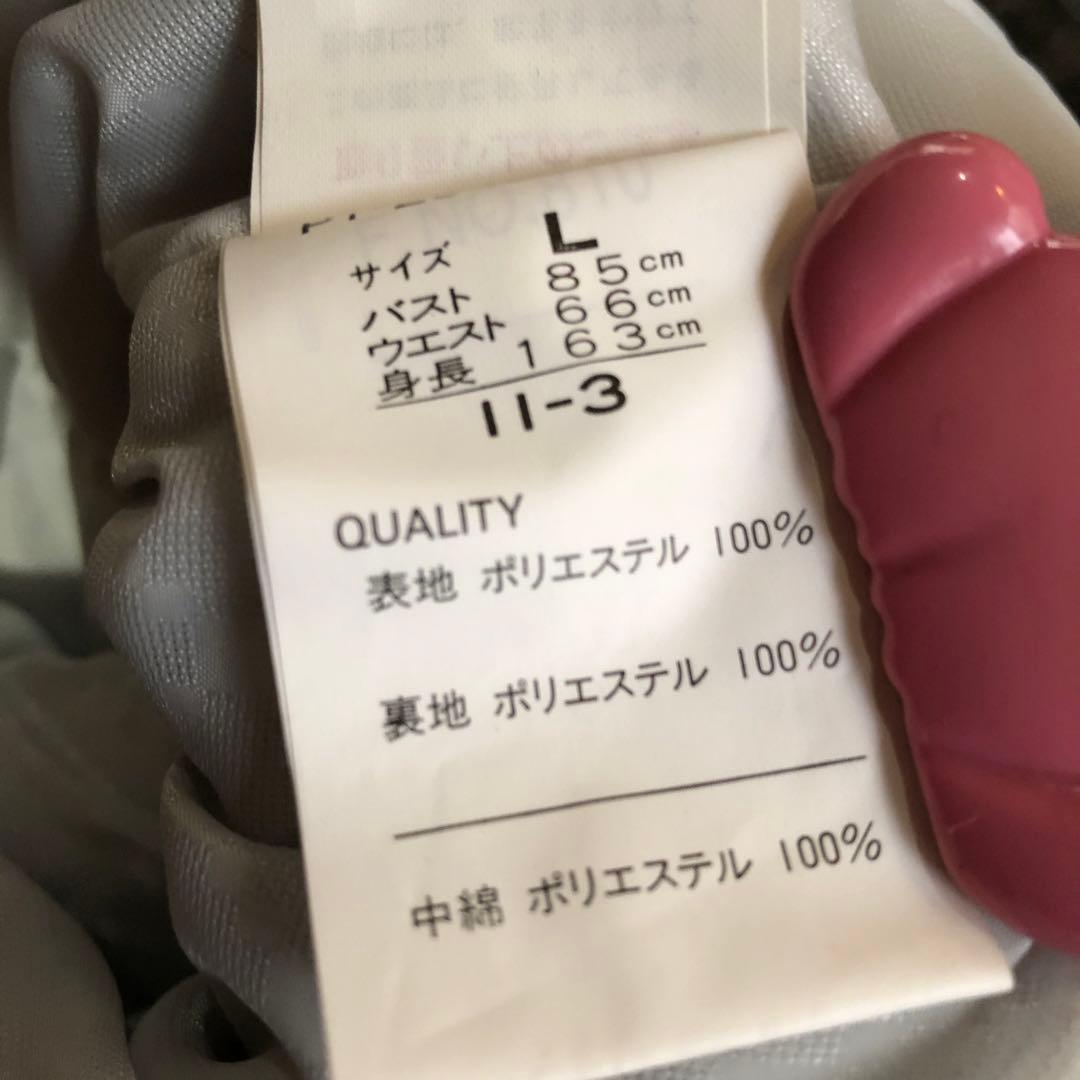 サイズ L
バスト 85cm
ウエスト 66cm
身長 163cm
11-3
QUALITY
表地 ポリエステル 100%
裏地 ポリエステル 100%
中綿 ポリエステル 100%